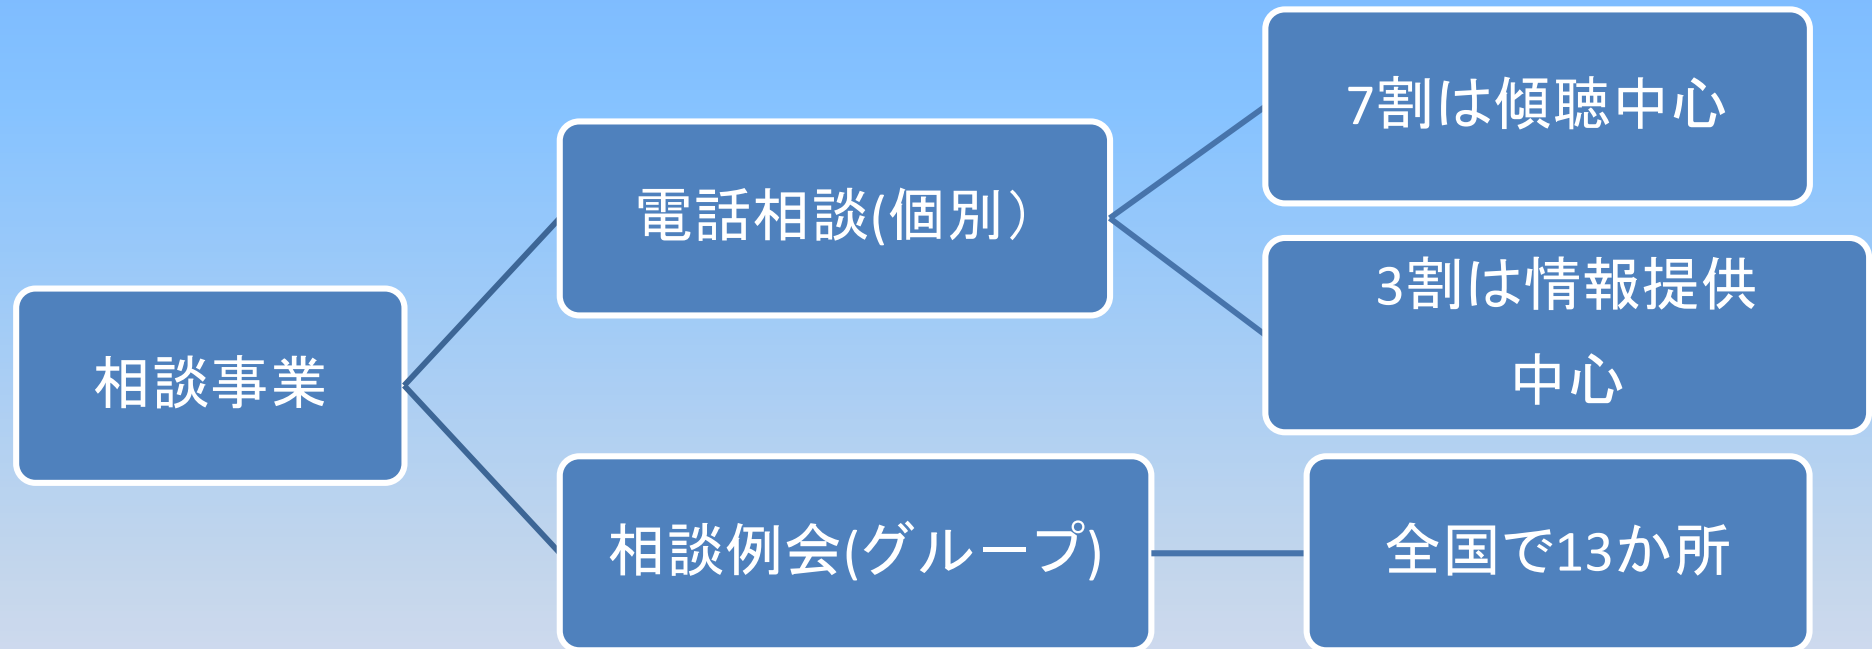 相談事業
電話相談(個別）
7割は傾聴中心
3割は情報提供
中心
相談例会(グループ)
全国で13か所